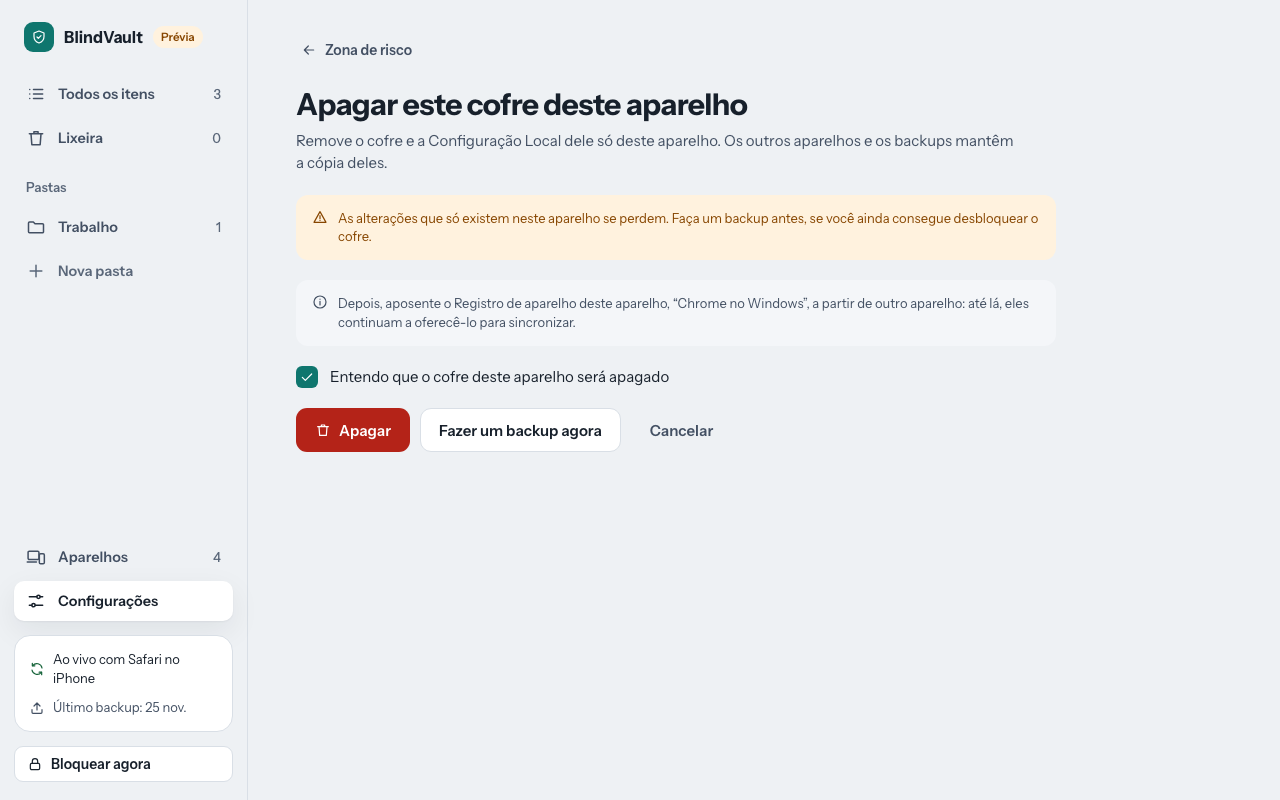 BlindVault Prévia
Todos os itens 3
Lixeira 0
Pastas
Trabalho 1
Nova pasta
Aparelhos 4
Configurações
Ao vivo com Safari no
iPhone
Último backup: 25 nov.
Bloquear agora
Zona de risco
Apagar este cofre deste aparelho
Remove o cofre e a Configuração Local dele só deste aparelho. Os outros aparelhos e os backups mantêm
a cópia deles.
As alterações que só existem neste aparelho se perdem. Faça um backup antes, se você ainda consegue desbloquear o
cofre.
Depois, aposente o Registro de aparelho deste aparelho, “Chrome no Windows”, a partir de outro aparelho: até lá, eles
continuam a oferecê-lo para sincronizar.
Entendo que o cofre deste aparelho será apagado
Apagar Fazer um backup agora Cancelar